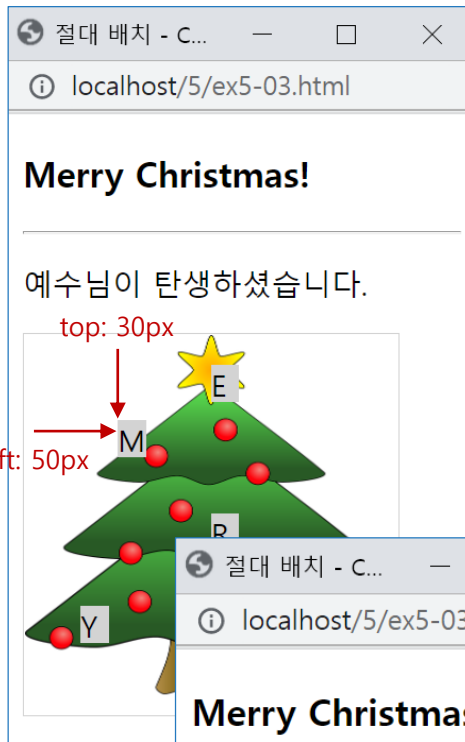 절대 배치 - C...
localhost/5/ex5-03.html
Merry Christmas!
예수님이 탄생하셨습니다.
top: 30px
E
M
ft: 50px
R
Y
절대 배치 - C...
localhost/5/ex5-03
Merry Christmas